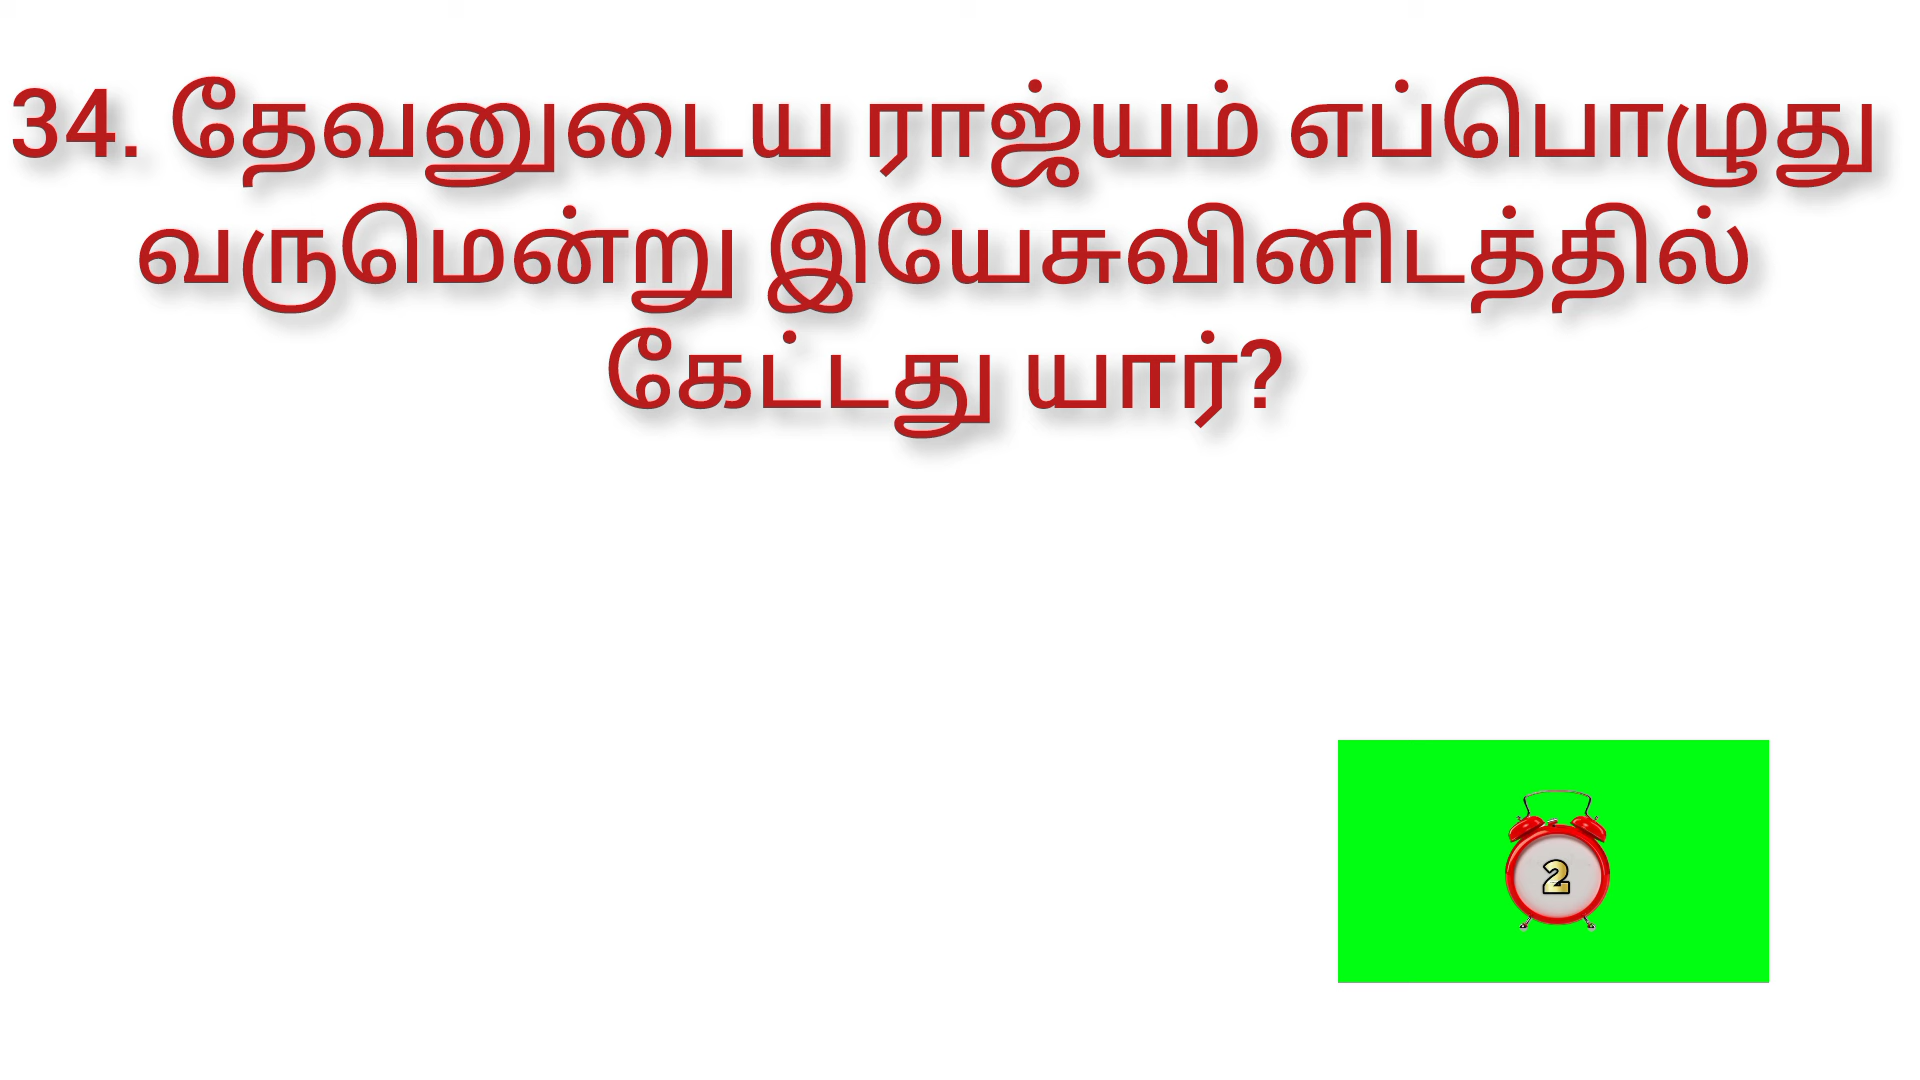 34. தேவனுடைய ராஜ்யம் எப்பொழுது
வருமென்று இயேசுவினிடத்தில்
கேட்டது யார்?
2